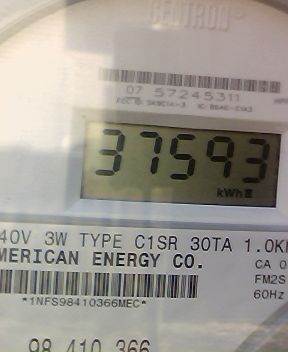 CENTRON®
07 57245311
37593
kWh
40V 3W TYPE C1SR 30TA 1.0K
MERICAN ENERGY CO.
CA 0
FM2S
60Hz
*1NFS98410366MEC*
98 410 366